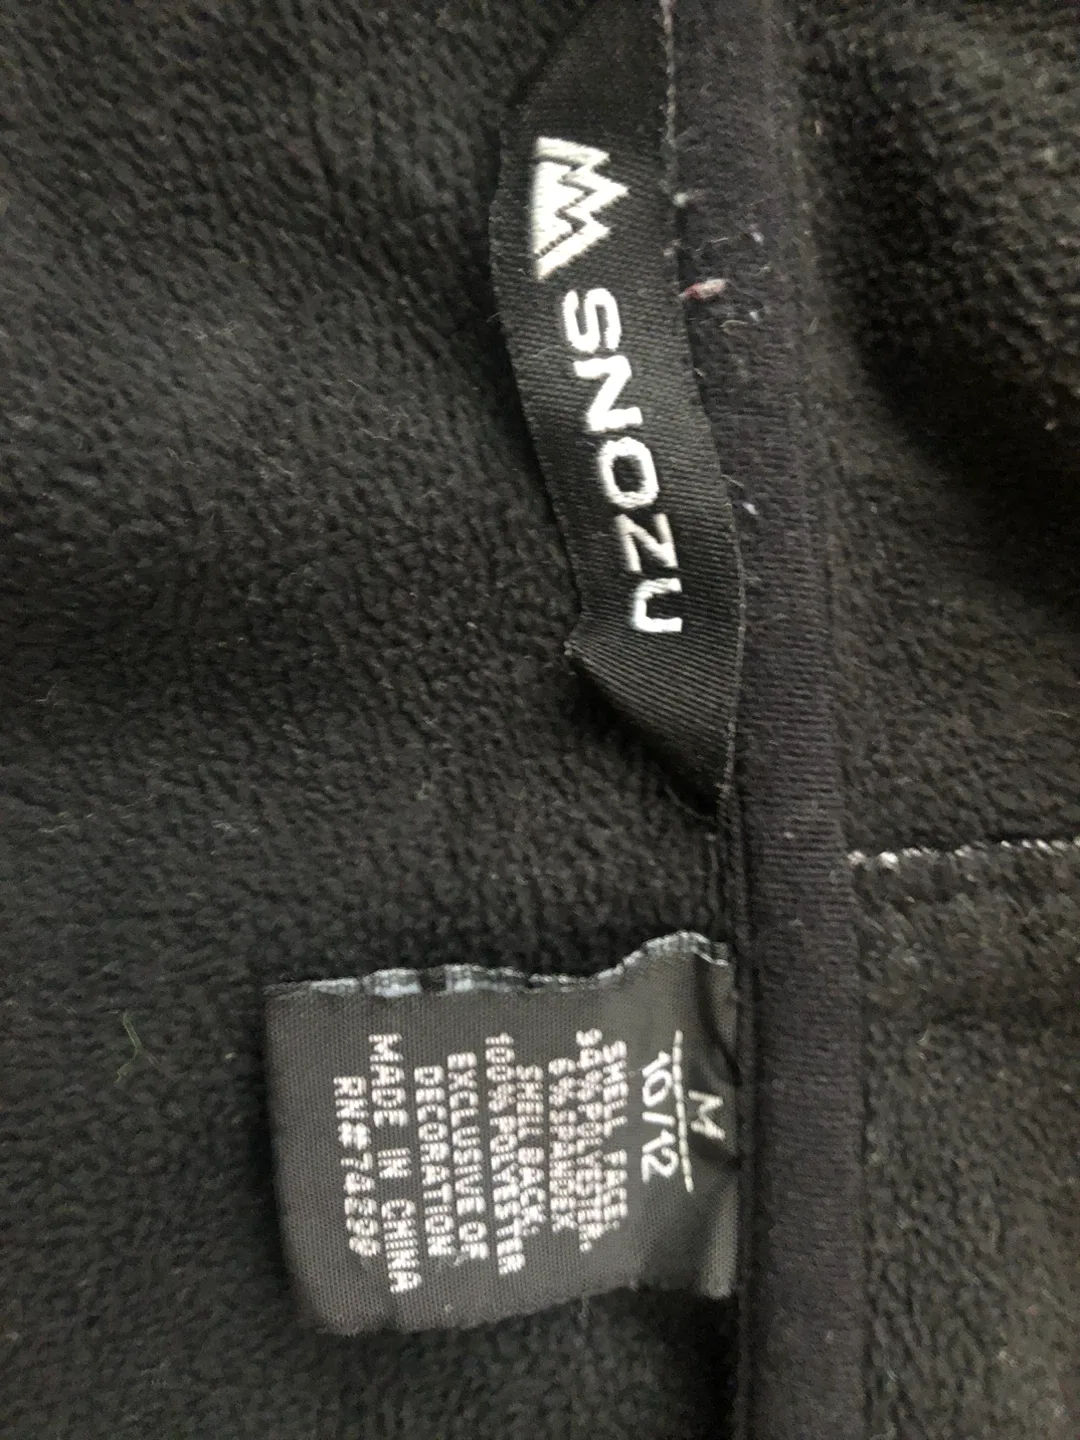 SNOZU
M
10/12
SHELL FACE:
94% POLYESTER,
6% SPANDEX
SHELL BACK:
100% POLYESTER
EXCLUSIVE OF
DECORATION
MADE IN CHINA